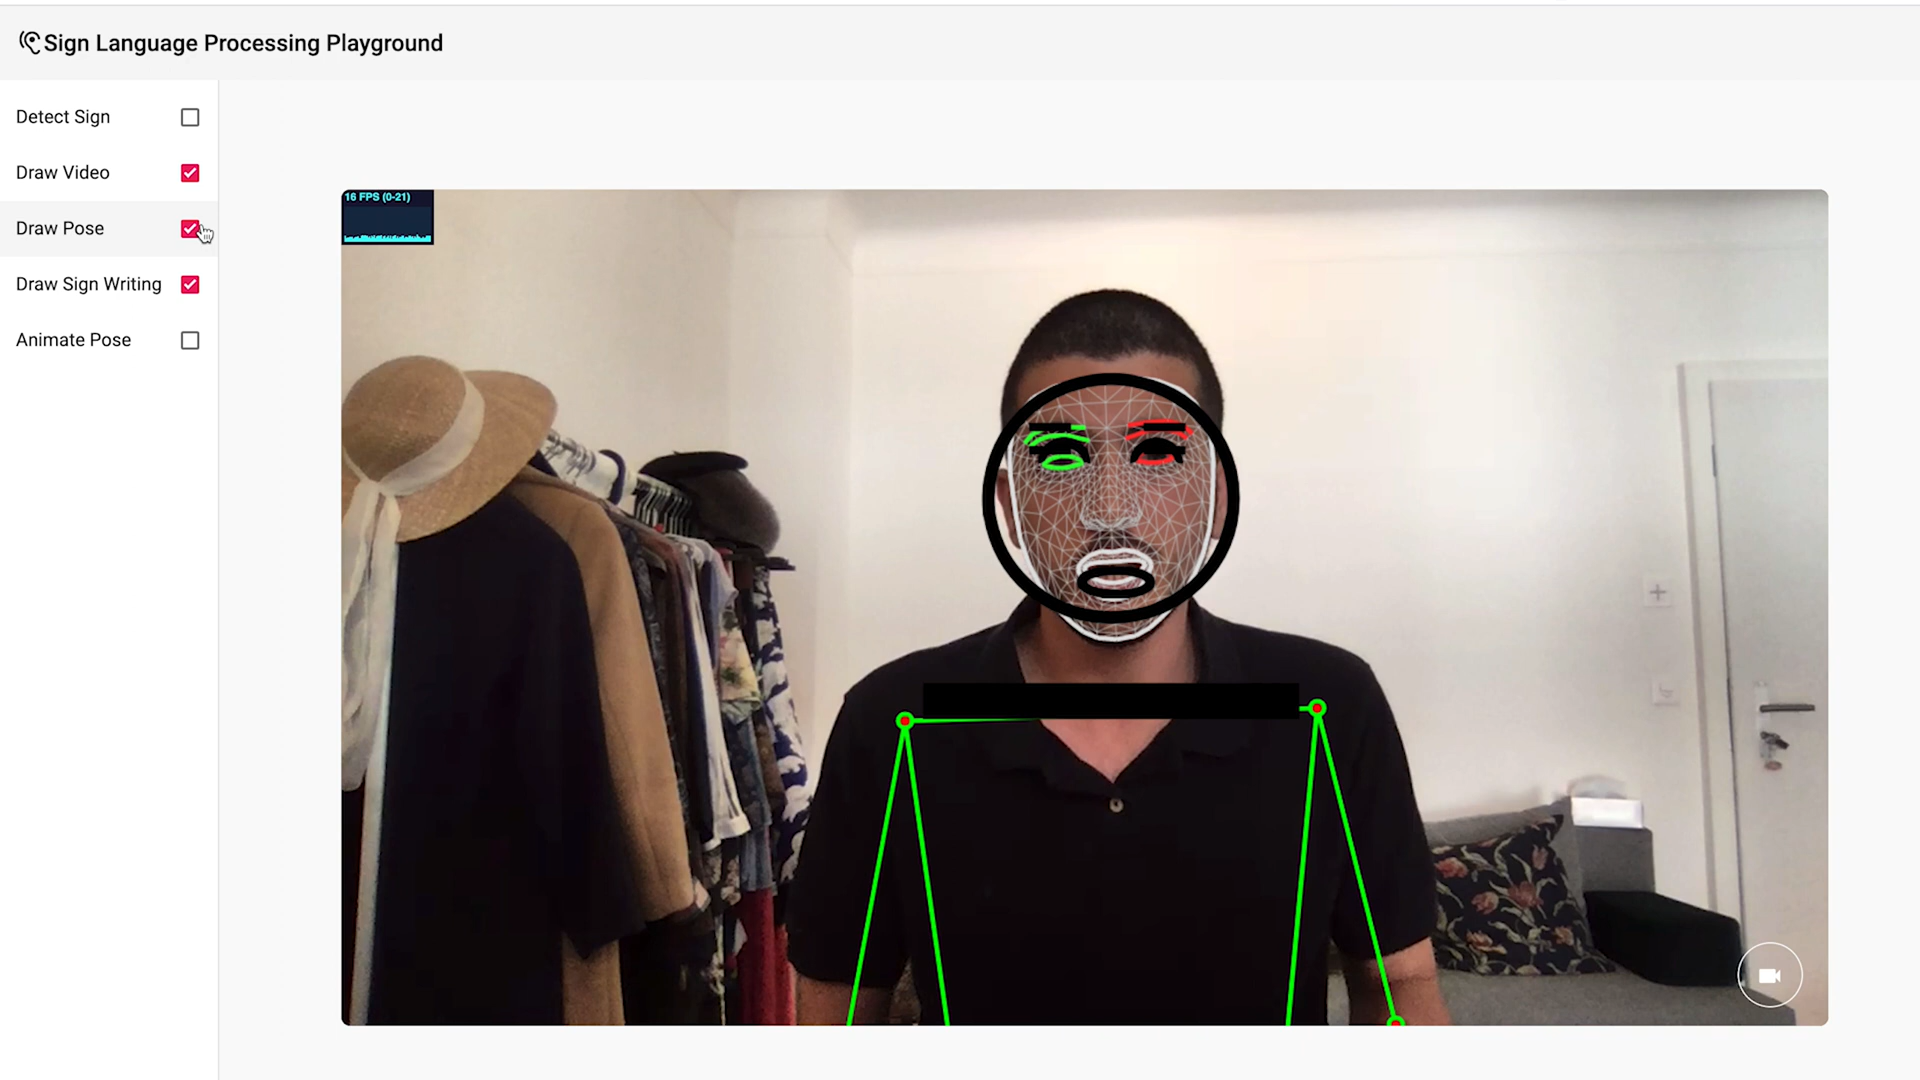 Sign Language Processing Playground
Detect Sign
Draw Video
Draw Pose
Draw Sign Writing
Animate Pose
16 FPS (0-21)